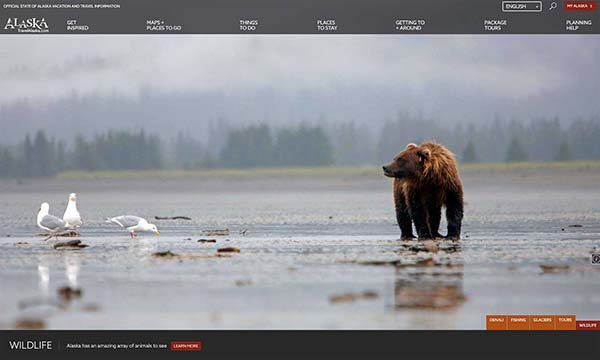 OFFICIAL STATE OF ALASKA VACATION AND TRAVEL INFORMATION
ENGLISH
MY ALASKA
ALASKA
TravelAlaska.com
GET INSPIRED
MAPS + PLACES TO GO
THINGS TO DO
PLACES TO STAY
GETTING TO + AROUND
PACKAGE TOURS
PLANNING HELP
DENALI
FISHING
GLACIERS
TOURS
WILDLIFE
WILDLIFE
Alaska has an amazing array of animals to see
LEARN MORE